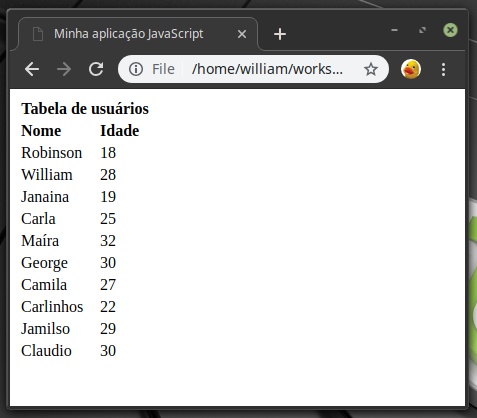 Minha aplicação JavaScript
File /home/william/works...
Tabela de usuários
Nome Idade
Robinson 18
William 28
Janaina 19
Carla 25
Maíra 32
George 30
Camila 27
Carlinhos 22
Jamilso 29
Claudio 30